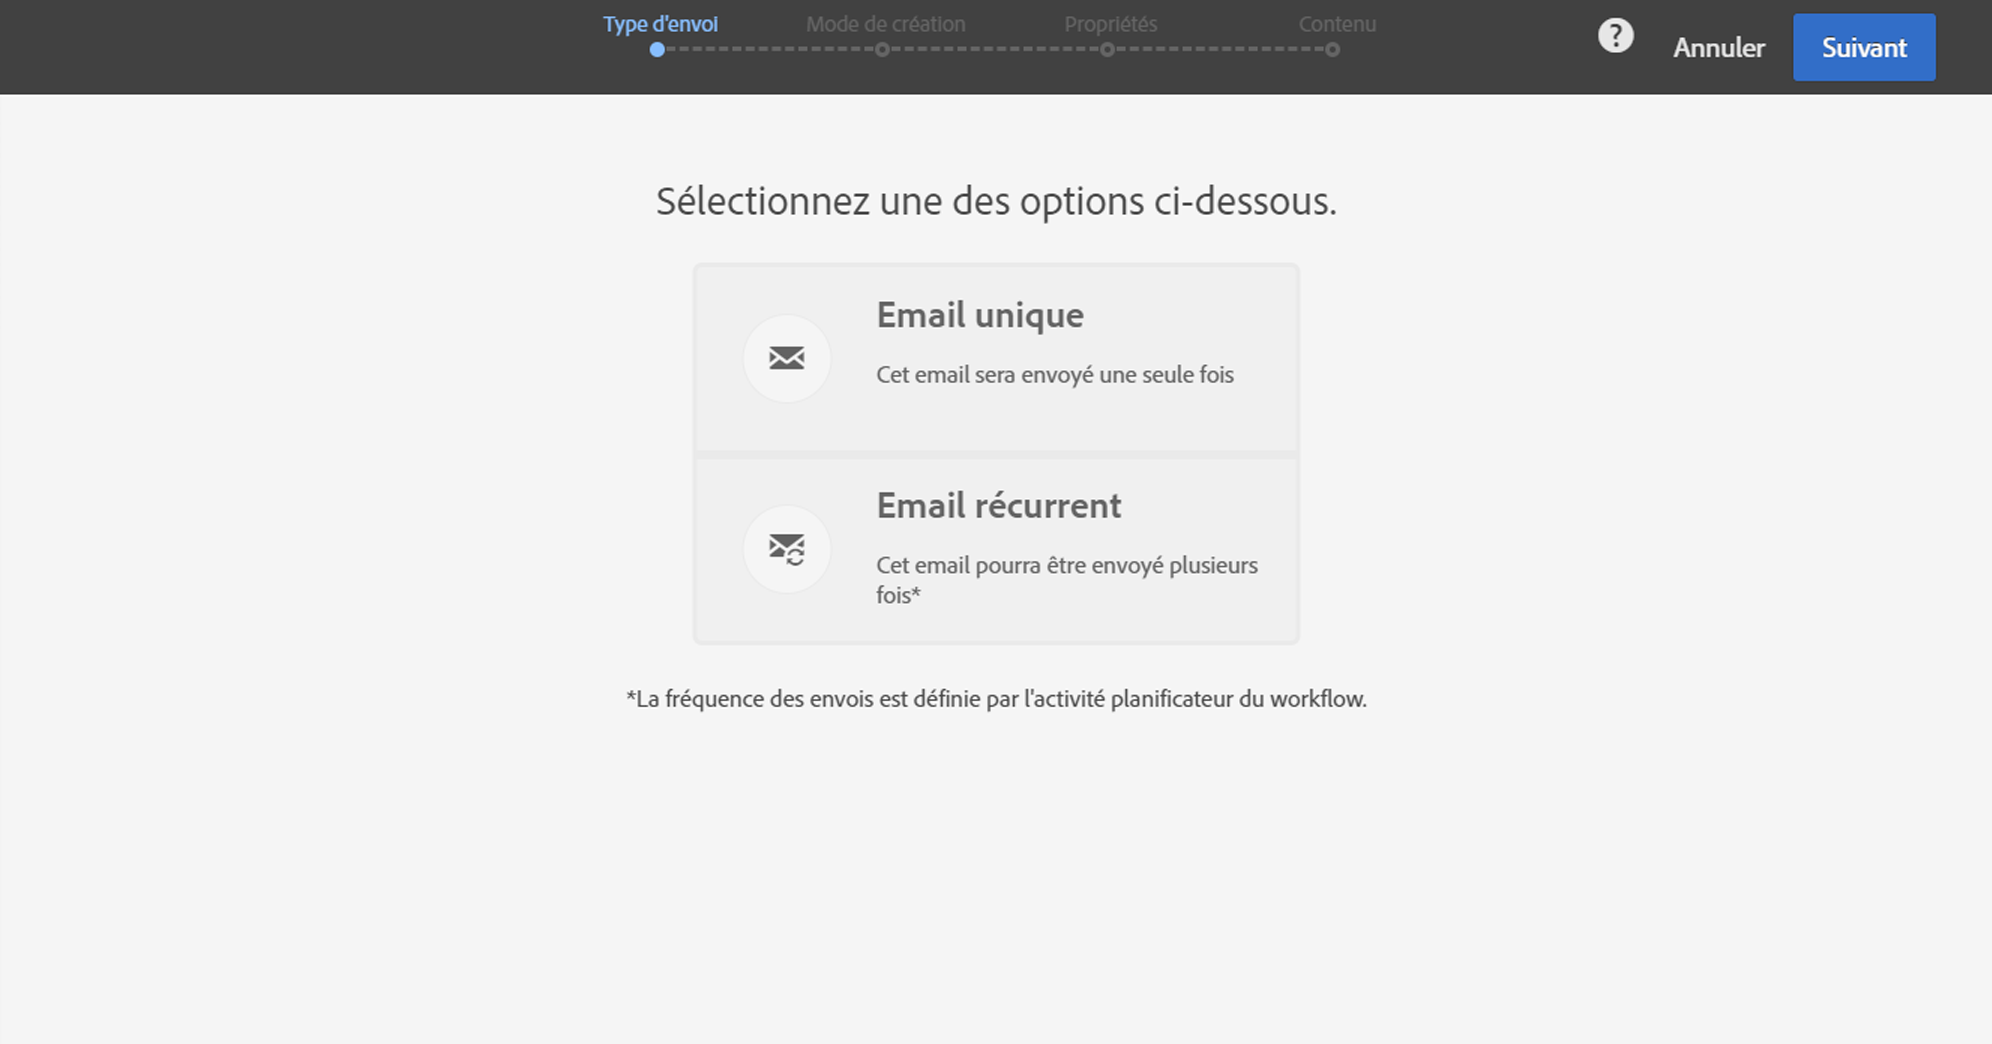 Type d'envoi
Mode de création
Propriétés
Contenu
?
Annuler
Suivant
Sélectionnez une des options ci-dessous.
Email unique
Cet email sera envoyé une seule fois
Email récurrent
Cet email pourra être envoyé plusieurs
fois*
*La fréquence des envois est définie par l'activité planificateur du workflow.